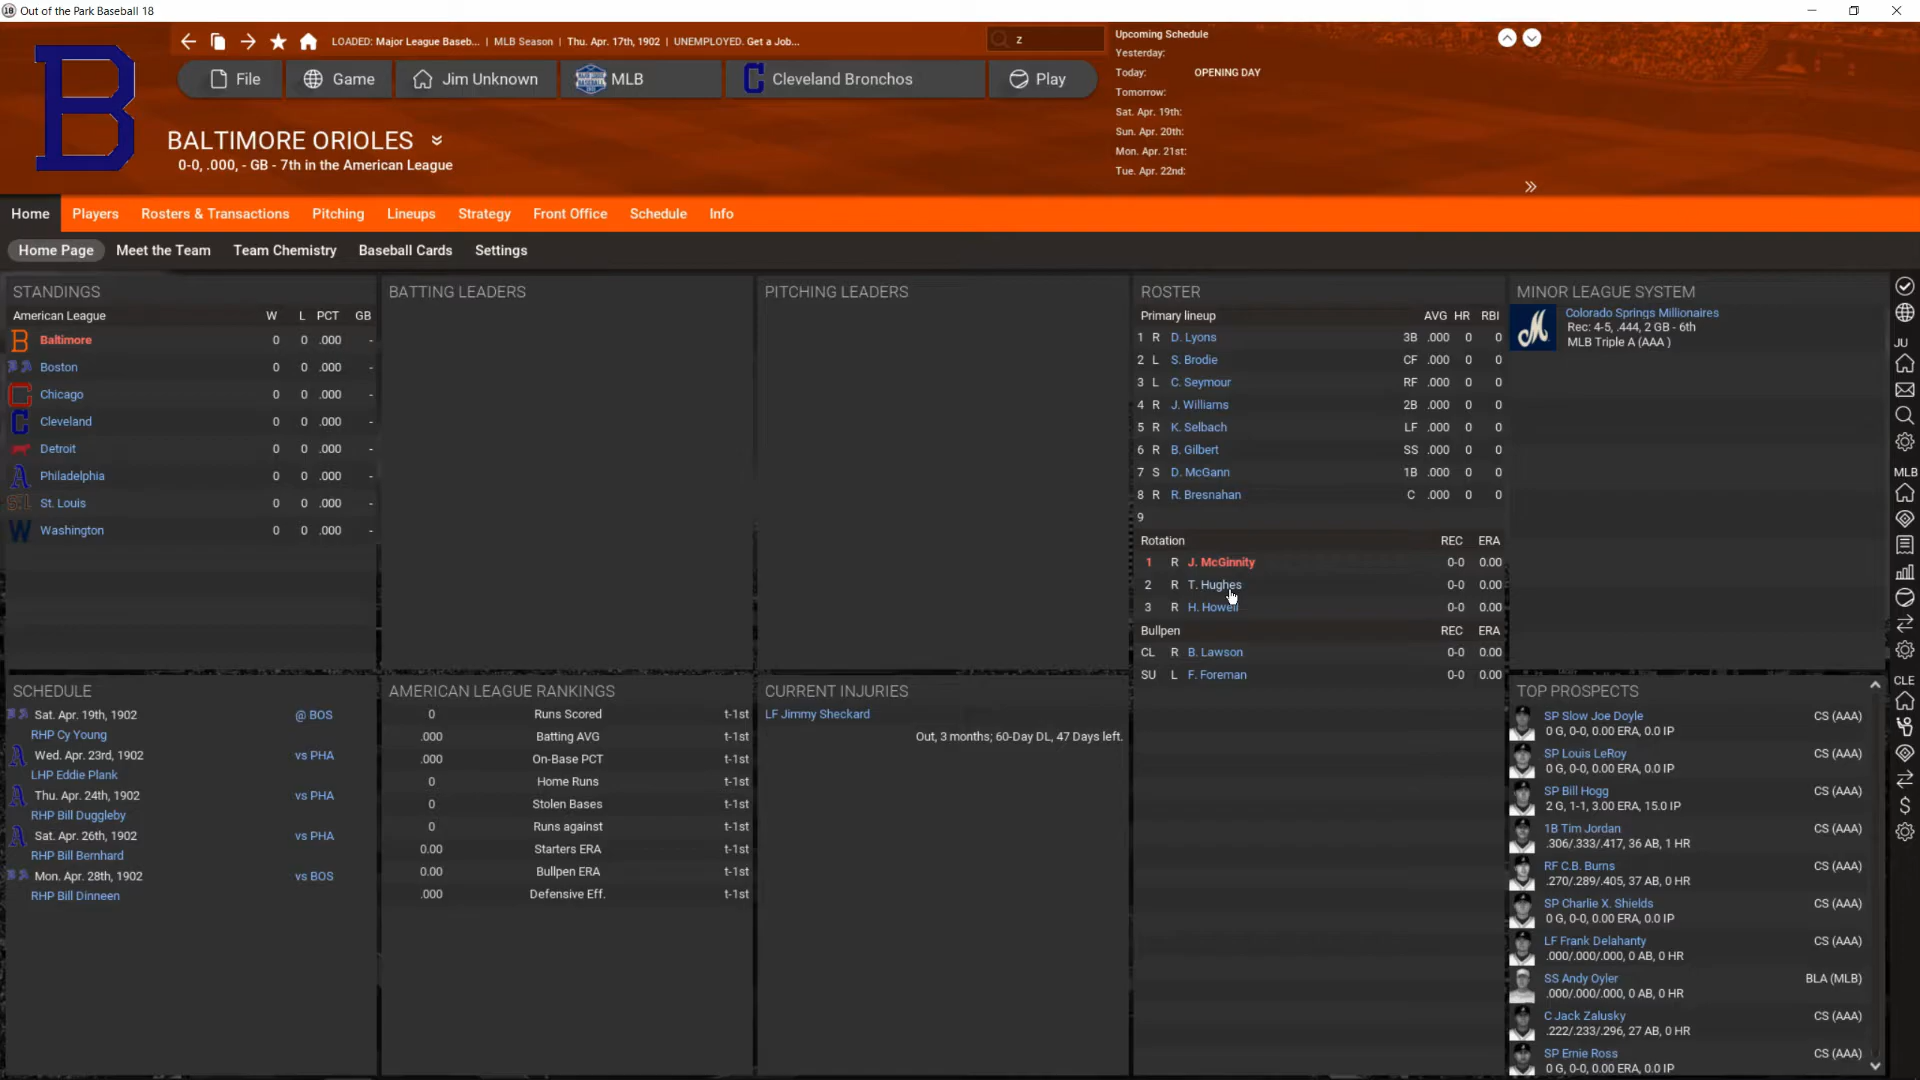 Out of the Park Baseball 18
LOADED: Major League Baseb... | MLB Season | Thu. Apr. 17th, 1902 | UNEMPLOYED. Get a Job...
z
File Game Jim Unknown MLB Cleveland Bronchos Play
B
BALTIMORE ORIOLES
0-0, .000, - GB - 7th in the American League
Upcoming Schedule
Yesterday:
Today: OPENING DAY
Tomorrow:
Sat. Apr. 19th:
Sun. Apr. 20th:
Mon. Apr. 21st:
Tue. Apr. 22nd:
Home Players Rosters & Transactions Pitching Lineups Strategy Front Office Schedule Info
Home Page Meet the Team Team Chemistry Baseball Cards Settings
STANDINGS
American League W L PCT GB
Baltimore 0 0 .000 -
Boston 0 0 .000 -
Chicago 0 0 .000 -
Cleveland 0 0 .000 -
Detroit 0 0 .000 -
Philadelphia 0 0 .000 -
St. Louis 0 0 .000 -
Washington 0 0 .000 -
BATTING LEADERS
PITCHING LEADERS
ROSTER
Primary lineup AVG HR RBI
1 R D. Lyons 3B .000 0 0
2 L S. Brodie CF .000 0 0
3 L C. Seymour RF .000 0 0
4 R J. Williams 2B .000 0 0
5 R K. Selbach LF .000 0 0
6 R B. Gilbert SS .000 0 0
7 S D. McGann 1B .000 0 0
8 R R. Bresnahan C .000 0 0
9
Rotation REC ERA
1 R J. McGinnity 0-0 0.00
2 R T. Hughes 0-0 0.00
3 R H. Howell 0-0 0.00
Bullpen REC ERA
CL R B. Lawson 0-0 0.00
SU L F. Foreman 0-0 0.00
MINOR LEAGUE SYSTEM
Colorado Springs Millionaires
Rec: 4-5, .444, 2 GB - 6th
MLB Triple A (AAA )
SCHEDULE
Sat. Apr. 19th, 1902 @ BOS
RHP Cy Young
Wed. Apr. 23rd, 1902 vs PHA
LHP Eddie Plank
Thu. Apr. 24th, 1902 vs PHA
RHP Bill Duggleby
Sat. Apr. 26th, 1902 vs PHA
RHP Bill Bernhard
Mon. Apr. 28th, 1902 vs BOS
RHP Bill Dinneen
AMERICAN LEAGUE RANKINGS
0 Runs Scored t-1st
.000 Batting AVG t-1st
.000 On-Base PCT t-1st
0 Home Runs t-1st
0 Stolen Bases t-1st
0 Runs against t-1st
0.00 Starters ERA t-1st
0.00 Bullpen ERA t-1st
.000 Defensive Eff. t-1st
CURRENT INJURIES
LF Jimmy Sheckard
Out, 3 months; 60-Day DL, 47 Days left.
TOP PROSPECTS
SP Slow Joe Doyle CS (AAA)
0 G, 0-0, 0.00 ERA, 0.0 IP
SP Louis LeRoy CS (AAA)
0 G, 0-0, 0.00 ERA, 0.0 IP
SP Bill Hogg CS (AAA)
2 G, 1-1, 3.00 ERA, 15.0 IP
1B Tim Jordan CS (AAA)
.306/.333/.417, 36 AB, 1 HR
RF C.B. Burns CS (AAA)
.270/.289/.405, 37 AB, 0 HR
SP Charlie X. Shields CS (AAA)
0 G, 0-0, 0.00 ERA, 0.0 IP
LF Frank Delahanty CS (AAA)
.000/.000/.000, 0 AB, 0 HR
SS Andy Oyler BLA (MLB)
.000/.000/.000, 0 AB, 0 HR
C Jack Zalusky CS (AAA)
.222/.233/.296, 27 AB, 0 HR
SP Ernie Ross CS (AAA)
0 G, 0-0, 0.00 ERA, 0.0 IP
JU
MLB
CLE